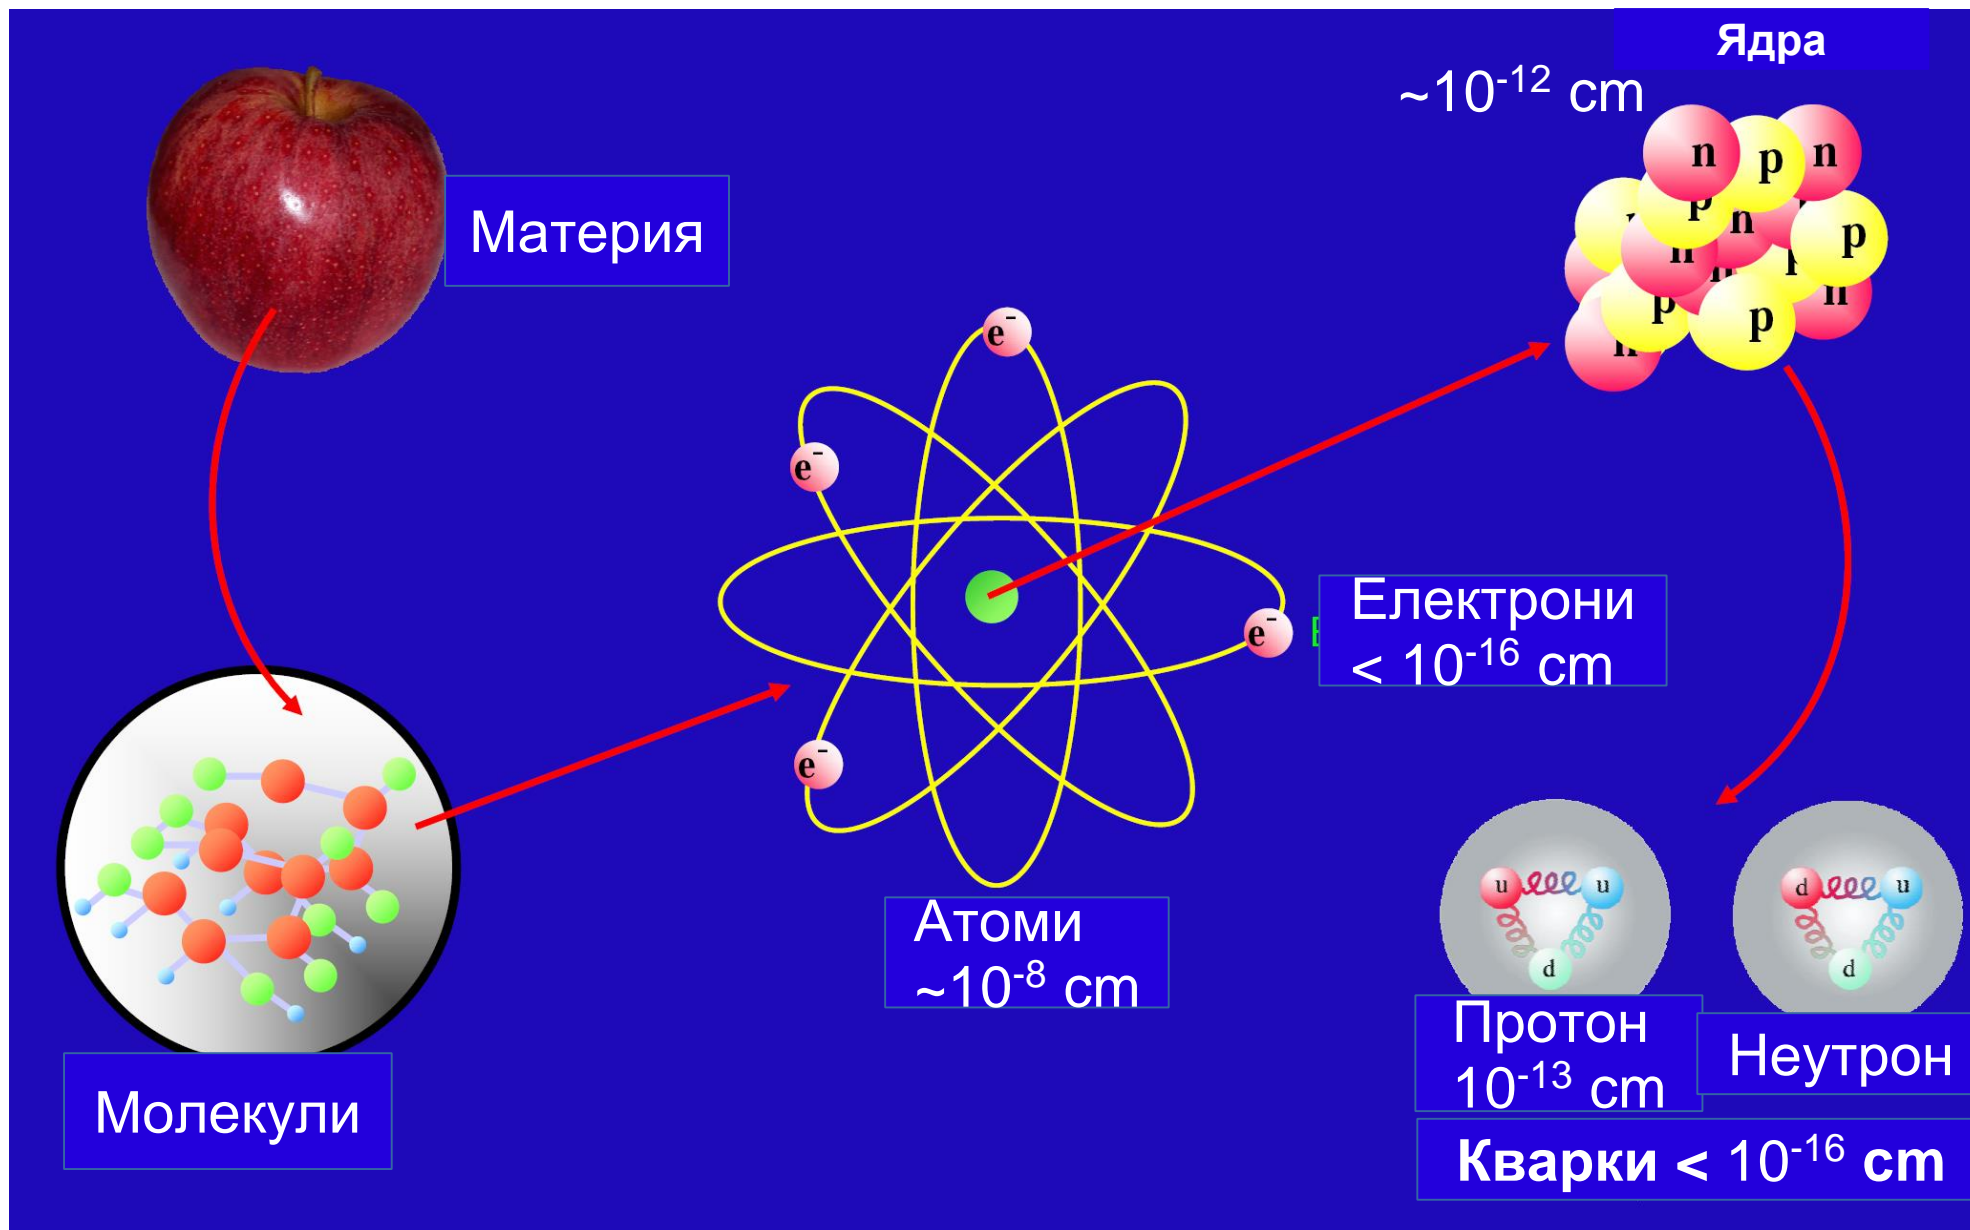 Ядра
~10⁻¹² cm
n p n
p n p
n n
p p n
n
Материя
e⁻
e⁻
e⁻
e⁻
Електрони
< 10⁻¹⁶ cm
Атоми
~10⁻⁸ cm
Молекули
u u
d
d u
d
Протон
10⁻¹³ cm
Неутрон
Кварки < 10⁻¹⁶ cm